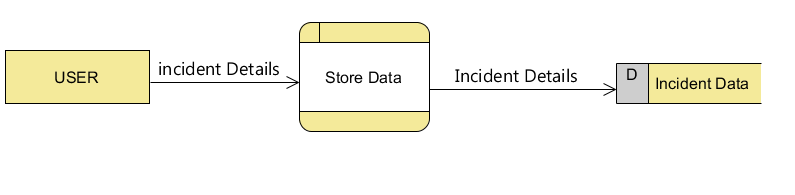 USER
incident Details
Store Data
Incident Details
D
Incident Data